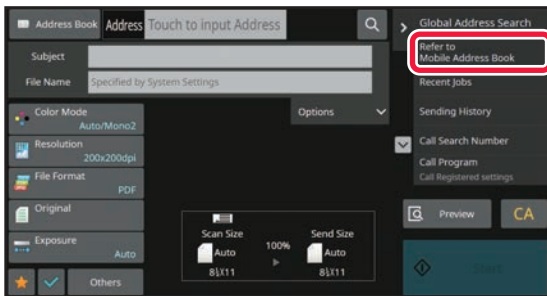 Address Book Address Touch to input Address
Subject
File Name Specified by System Settings
Color Mode
Auto/Mono2
Resolution
200x200dpi
File Format
PDF
Original
Exposure
Auto
Others
Options
Scan Size
Auto
8½X11
100%
Send Size
Auto
8½X11
Global Address Search
Refer to
Mobile Address Book
Recent Jobs
Sending History
Call Search Number
Call Program
Call Registered settings
Preview
CA
Start